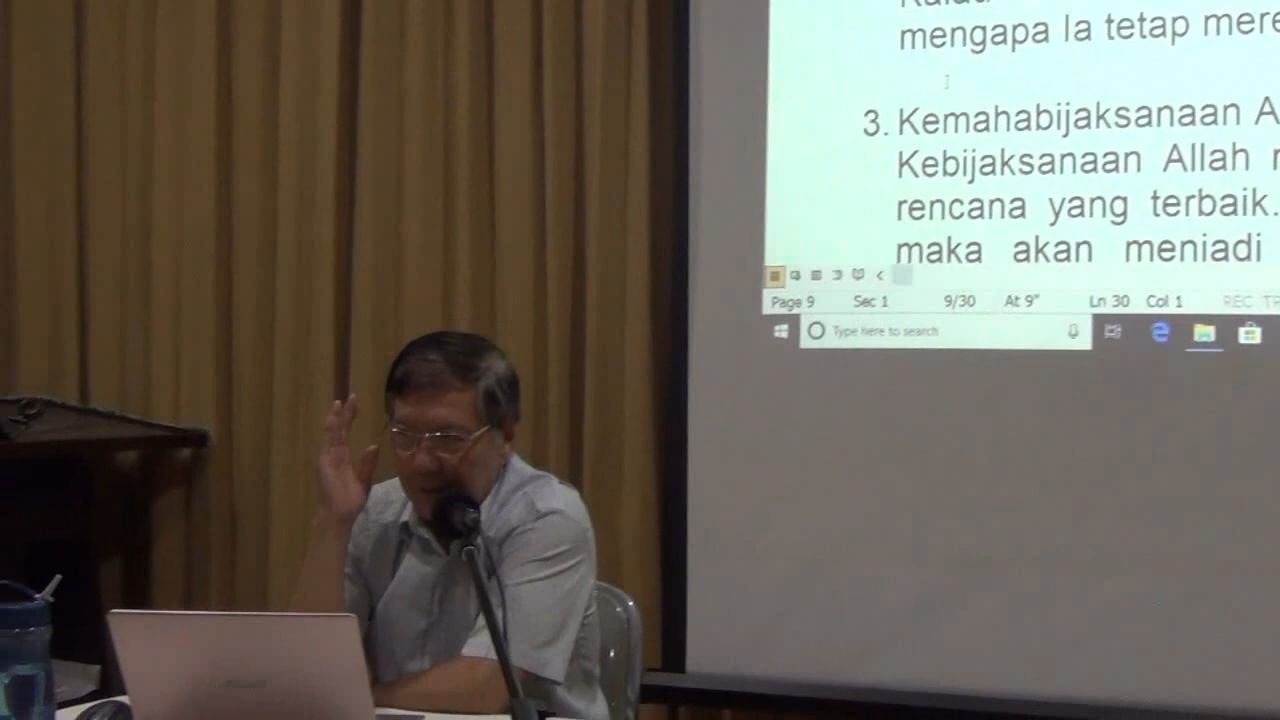 mengapa Ia tetap mere
3. Kemahabijaksanaan A
Kebijaksanaan Allah
rencana yang terbaik.
maka akan menjadi
Page 9 Sec 1 9/30 At 9" Ln 30 Col 1 REC
Type here to search